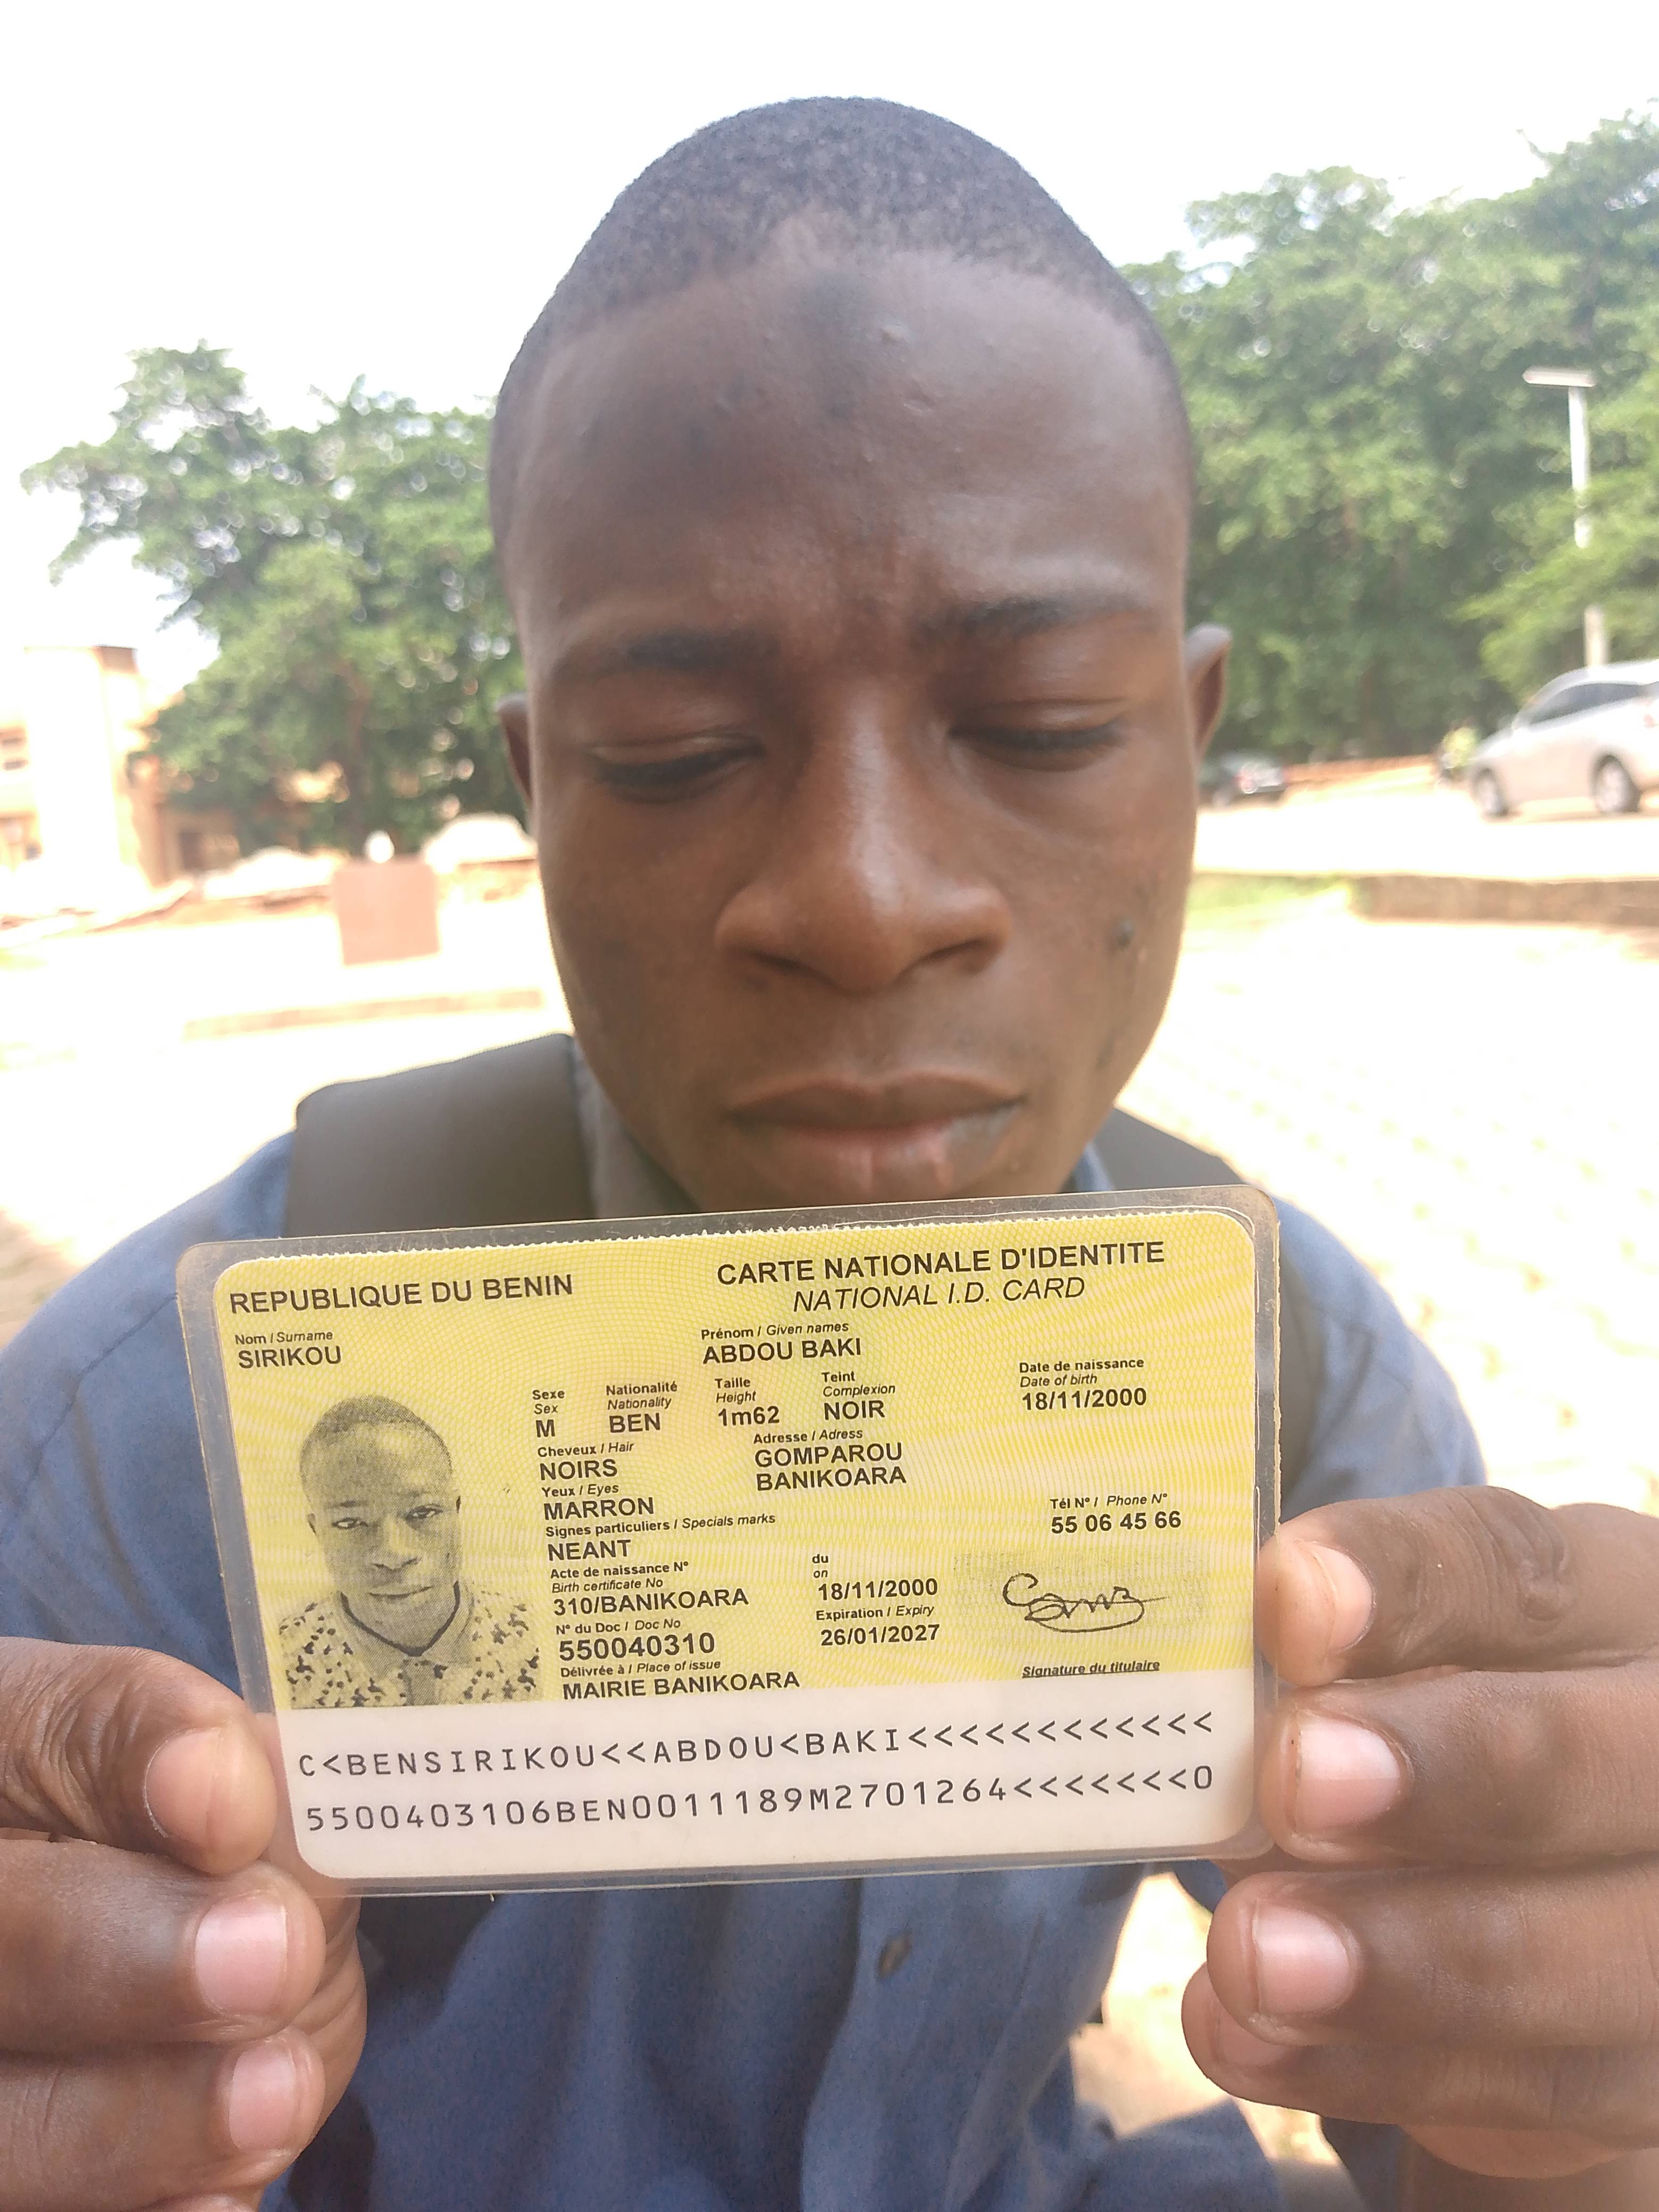 REPUBLIQUE DU BENIN
CARTE NATIONALE D'IDENTITE
NATIONAL I.D. CARD
Nom / Surname
SIRIKOU
Prénom / Given names
ABDOU BAKI
Sexe
Sex
M
Nationalité
Nationality
BEN
Taille
Height
1m62
Teint
Complexion
NOIR
Date de naissance
Date of birth
18/11/2000
Cheveux / Hair
NOIRS
Adresse / Adress
GOMPAROU
BANIKOARA
Yeux / Eyes
MARRON
Signes particuliers / Specials marks
NEANT
Tél N° / Phone N°
55 06 45 66
Acte de naissance N°
Birth certificate No
310/BANIKOARA
du
on
18/11/2000
N° du Doc / Doc No
550040310
Expiration / Expiry
26/01/2027
Délivrée à / Place of issue
MAIRIE BANIKOARA
Signature du titulaire
C<BENSIRIKOU<<ABDOU<BAKI<<<<<<<<<<<<
5500403106BEN0011189M2701264<<<<<<<0